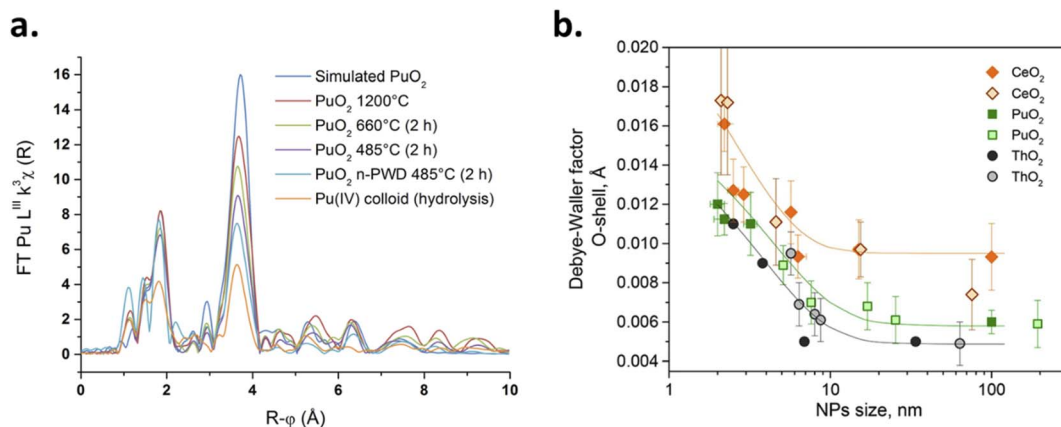 a.
FT Pu Lᴵᴵᴵ k³χ (R)
16
14
12
10
8
6
4
2
0
Simulated PuO₂
PuO₂ 1200°C
PuO₂ 660°C (2 h)
PuO₂ 485°C (2 h)
PuO₂ n-PWD 485°C (2 h)
Pu(IV) colloid (hydrolysis)
0 2 4 6 8 10
R-φ (Å)
b.
Debye-Waller factor
O-shell, Å
0.020
0.018
0.016
0.014
0.012
0.010
0.008
0.006
0.004
CeO₂
CeO₂
PuO₂
PuO₂
ThO₂
ThO₂
1 10 100
NPs size, nm